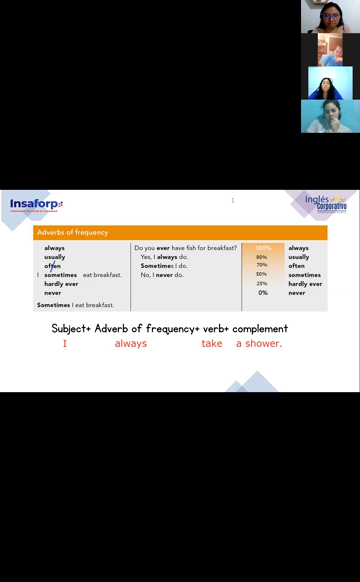 Insaforp
Inglés
Corporativo
Adverbs of frequency
always
usually
often
I sometimes eat breakfast.
hardly ever
never
Sometimes I eat breakfast.
Do you ever have fish for breakfast?
Yes, I always do.
Sometimes I do.
No, I never do.
100% always
80% usually
70% often
50% sometimes
25% hardly ever
0% never
Subject+ Adverb of frequency+ verb+ complement
I always take a shower.